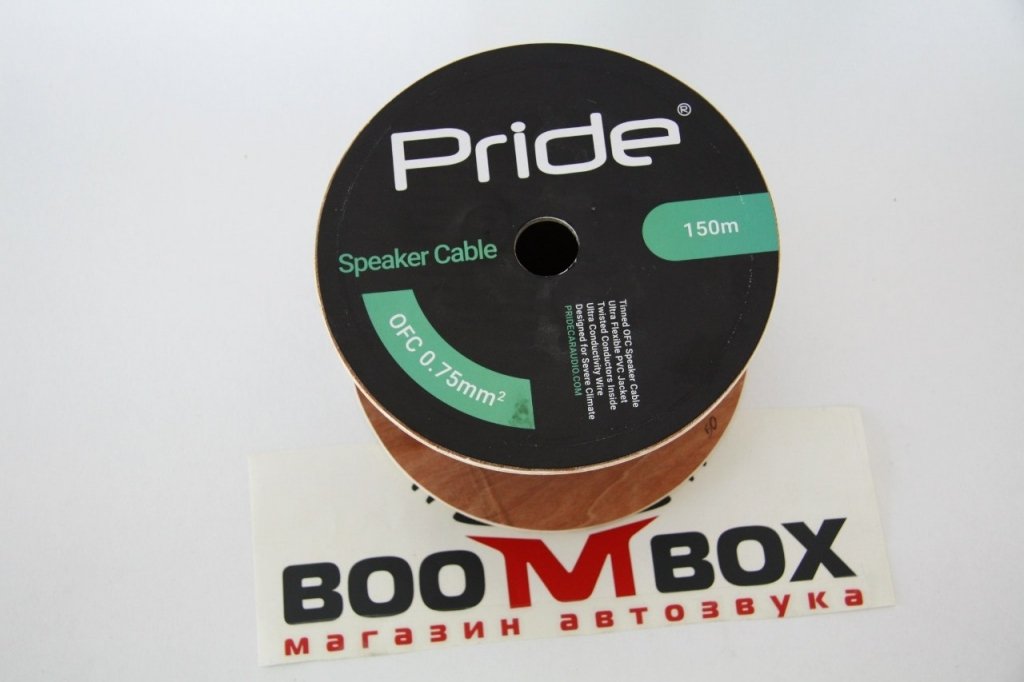 Pride®
150m
Speaker Cable
OFC 0.75mm²
Tinned OFC Speaker Cable
Ultra Flexible PVC Jacket
Twisted Conductors Inside
Ultra Conductivity Wire
Designed for Severe Climate
PRIDECARAUDIO.COM
BOOMBOX
магазин автозвука